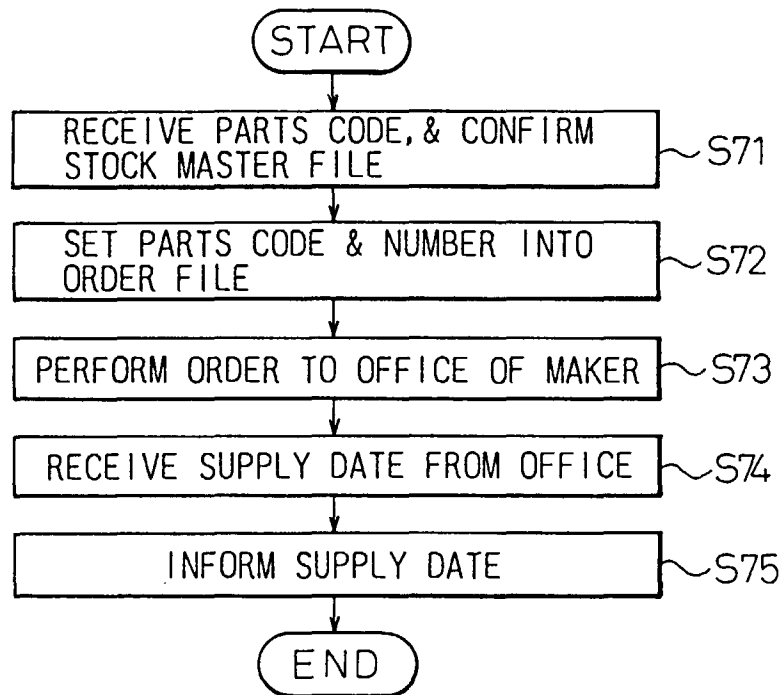 START
RECEIVE PARTS CODE,& CONFIRM
STOCK MASTER FILE
S71
SET PARTS CODE & NUMBER INTO
ORDER FILE
S72
PERFORM ORDER TO OFFICE OF MAKER
S73
RECEIVE SUPPLY DATE FROM OFFICE
S74
INFORM SUPPLY DATE
S75
END